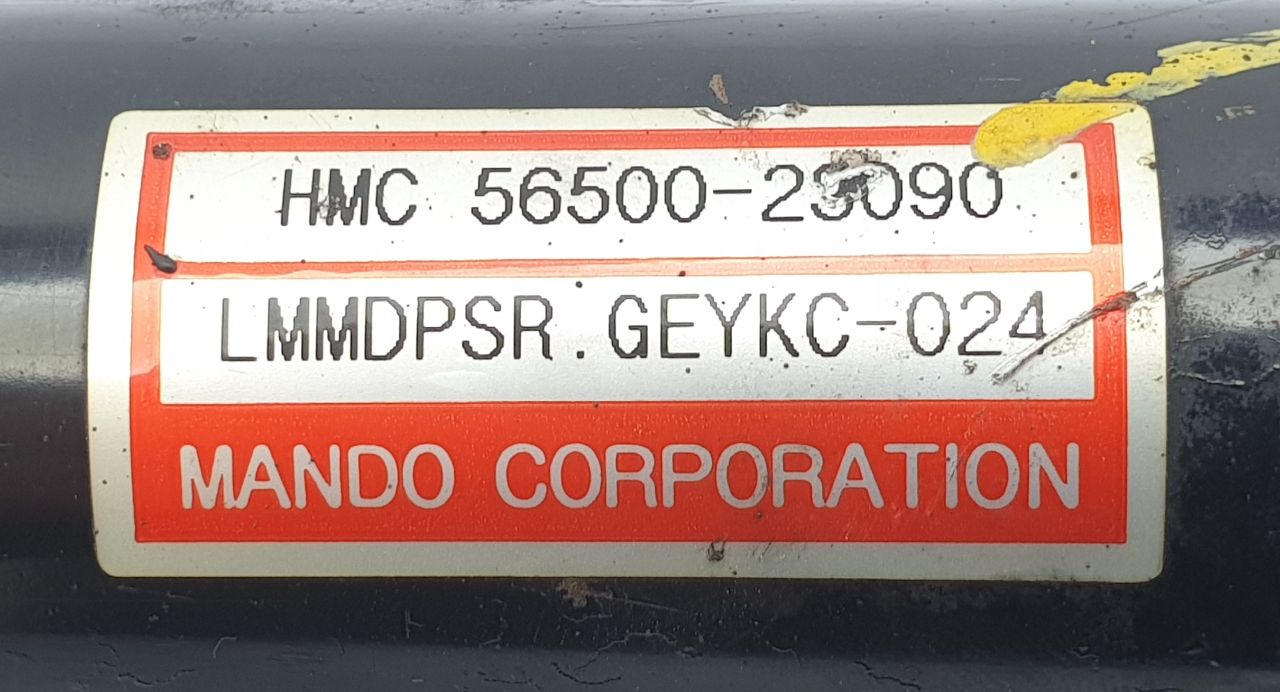 HMC 56500-2S090
LMMDPSR.GEYKC-024
MANDO CORPORATION